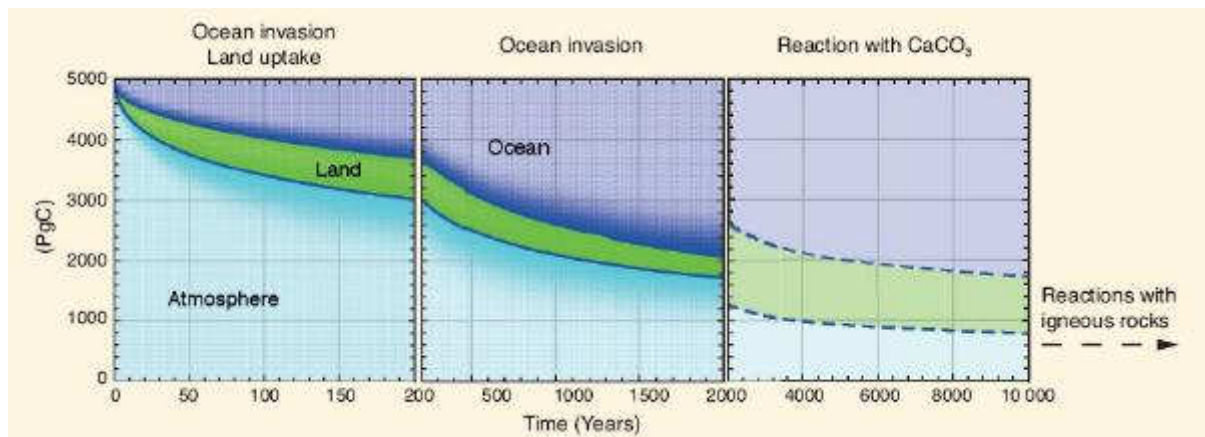 Ocean invasion
Land uptake
Ocean invasion
Reaction with CaCO₃
5000
4000
3000
2000
1000
0
(PgC)
Ocean
Land
Atmosphere
Reactions with
igneous rocks
0 50 100 150 200 500 1000 1500 2000 4000 6000 8000 10 000
Time (Years)